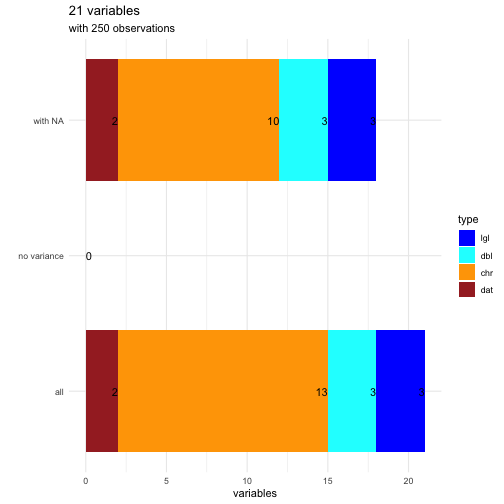 21 variables
with 250 observations
with NA
2 10 3 3
no variance
0
all
2 13 3 3
0 5 10 15 20
variables
type
lgl
dbl
chr
dat